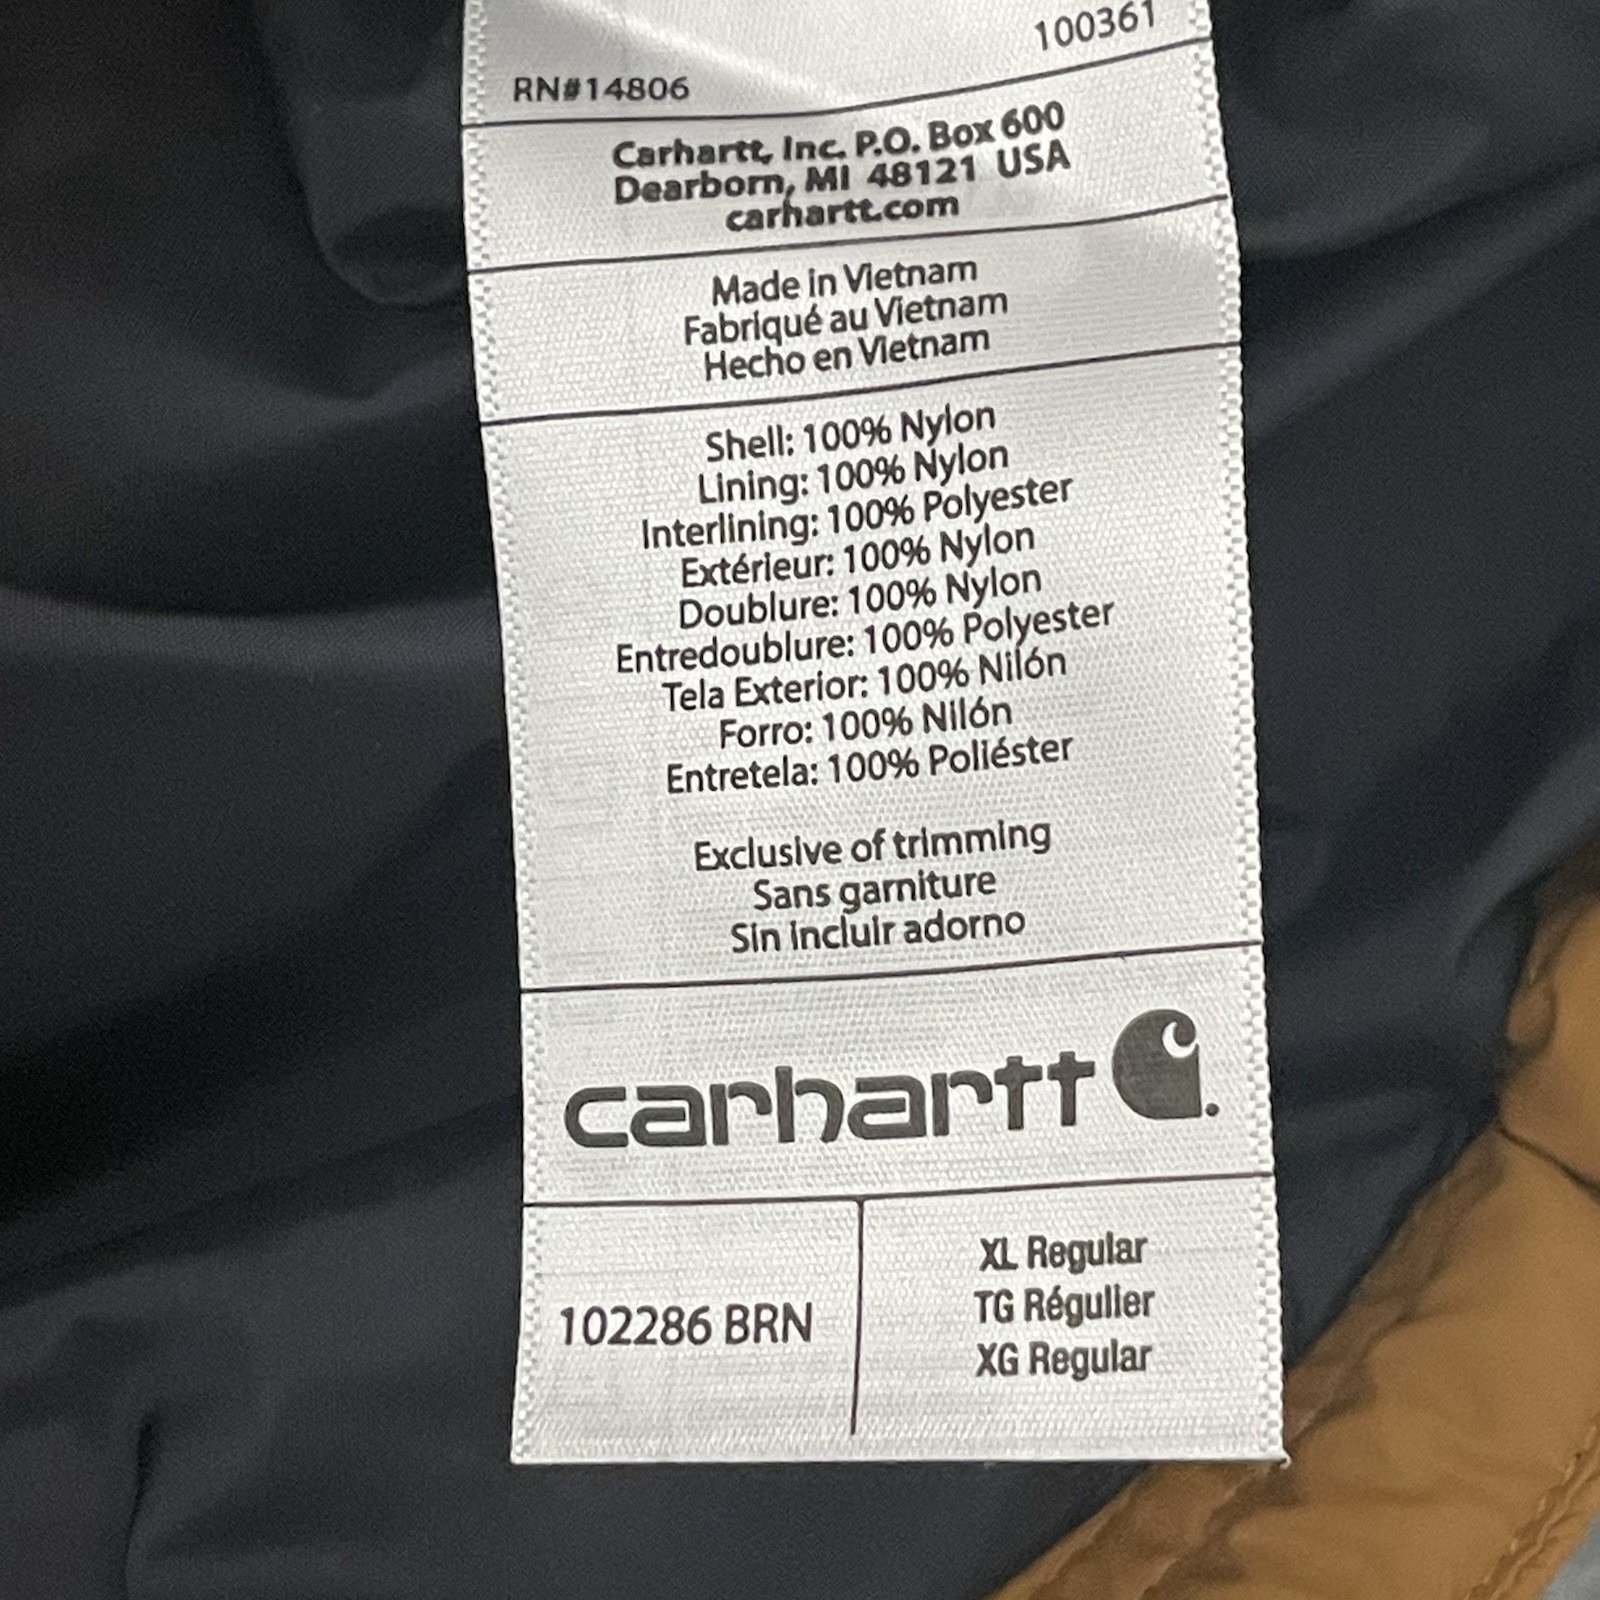 100361
RN#14806
Carhartt, Inc. P.O. Box 600
Dearborn, MI 48121 USA
carhartt.com
Made in Vietnam
Fabriqué au Vietnam
Hecho en Vietnam
Shell: 100% Nylon
Lining: 100% Nylon
Interlining: 100% Polyester
Extérieur: 100% Nylon
Doublure: 100% Nylon
Entredoublure: 100% Polyester
Tela Exterior: 100% Nilón
Forro: 100% Nilón
Entretela: 100% Poliéster
Exclusive of trimming
Sans garniture
Sin incluir adorno
carhartt
102286 BRN
XL Regular
TG Régulier
XG Regular